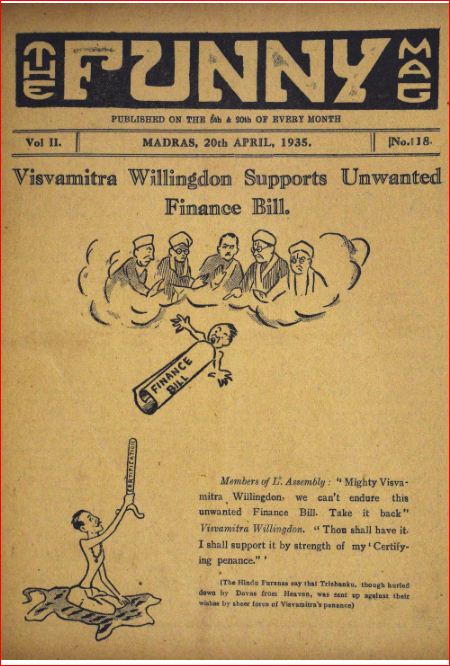 THE FUNNY MAG
PUBLISHED ON THE 5th & 20th OF EVERY MONTH
Vol II. MADRAS, 20th APRIL, 1935. No. 18.
Visvamitra Willingdon Supports Unwanted
Finance Bill.
FINANCE
BILL
CERTIFICATION
Members of L. Assembly : " Mighty Visva-
mitra Willingdon, we can't endure this
unwanted Finance Bill. Take it back"
Visvamitra Willingdon. " Thou shall have it.
I shall support it by strength of my ' Certify-
ing penance." '
(The Hindu Puranas say that Trishanku, though hurled
down by Devas from Heaven, was sent up against their
wishes by sheer force of Visvamitra's penance)